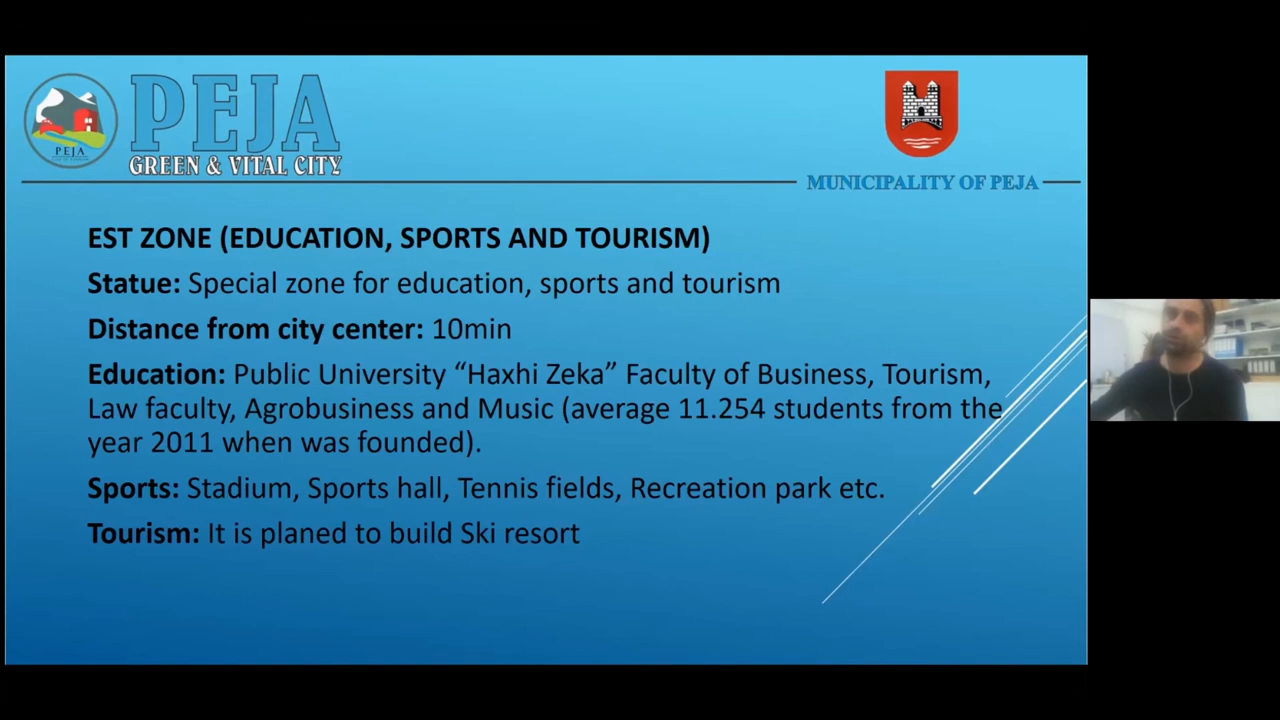 PEJA
GREEN & VITAL CITY
PEJA
MUNICIPALITY OF PEJA
EST ZONE (EDUCATION, SPORTS AND TOURISM)
Statue: Special zone for education, sports and tourism
Distance from city center: 10min
Education: Public University “Haxhi Zeka” Faculty of Business, Tourism,
Law faculty, Agrobusiness and Music (average 11.254 students from the
year 2011 when was founded).
Sports: Stadium, Sports hall, Tennis fields, Recreation park etc.
Tourism: It is planed to build Ski resort